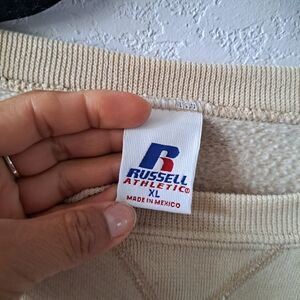 R
RUSSELL
ATHLETIC®
XL
MADE IN MEXICO